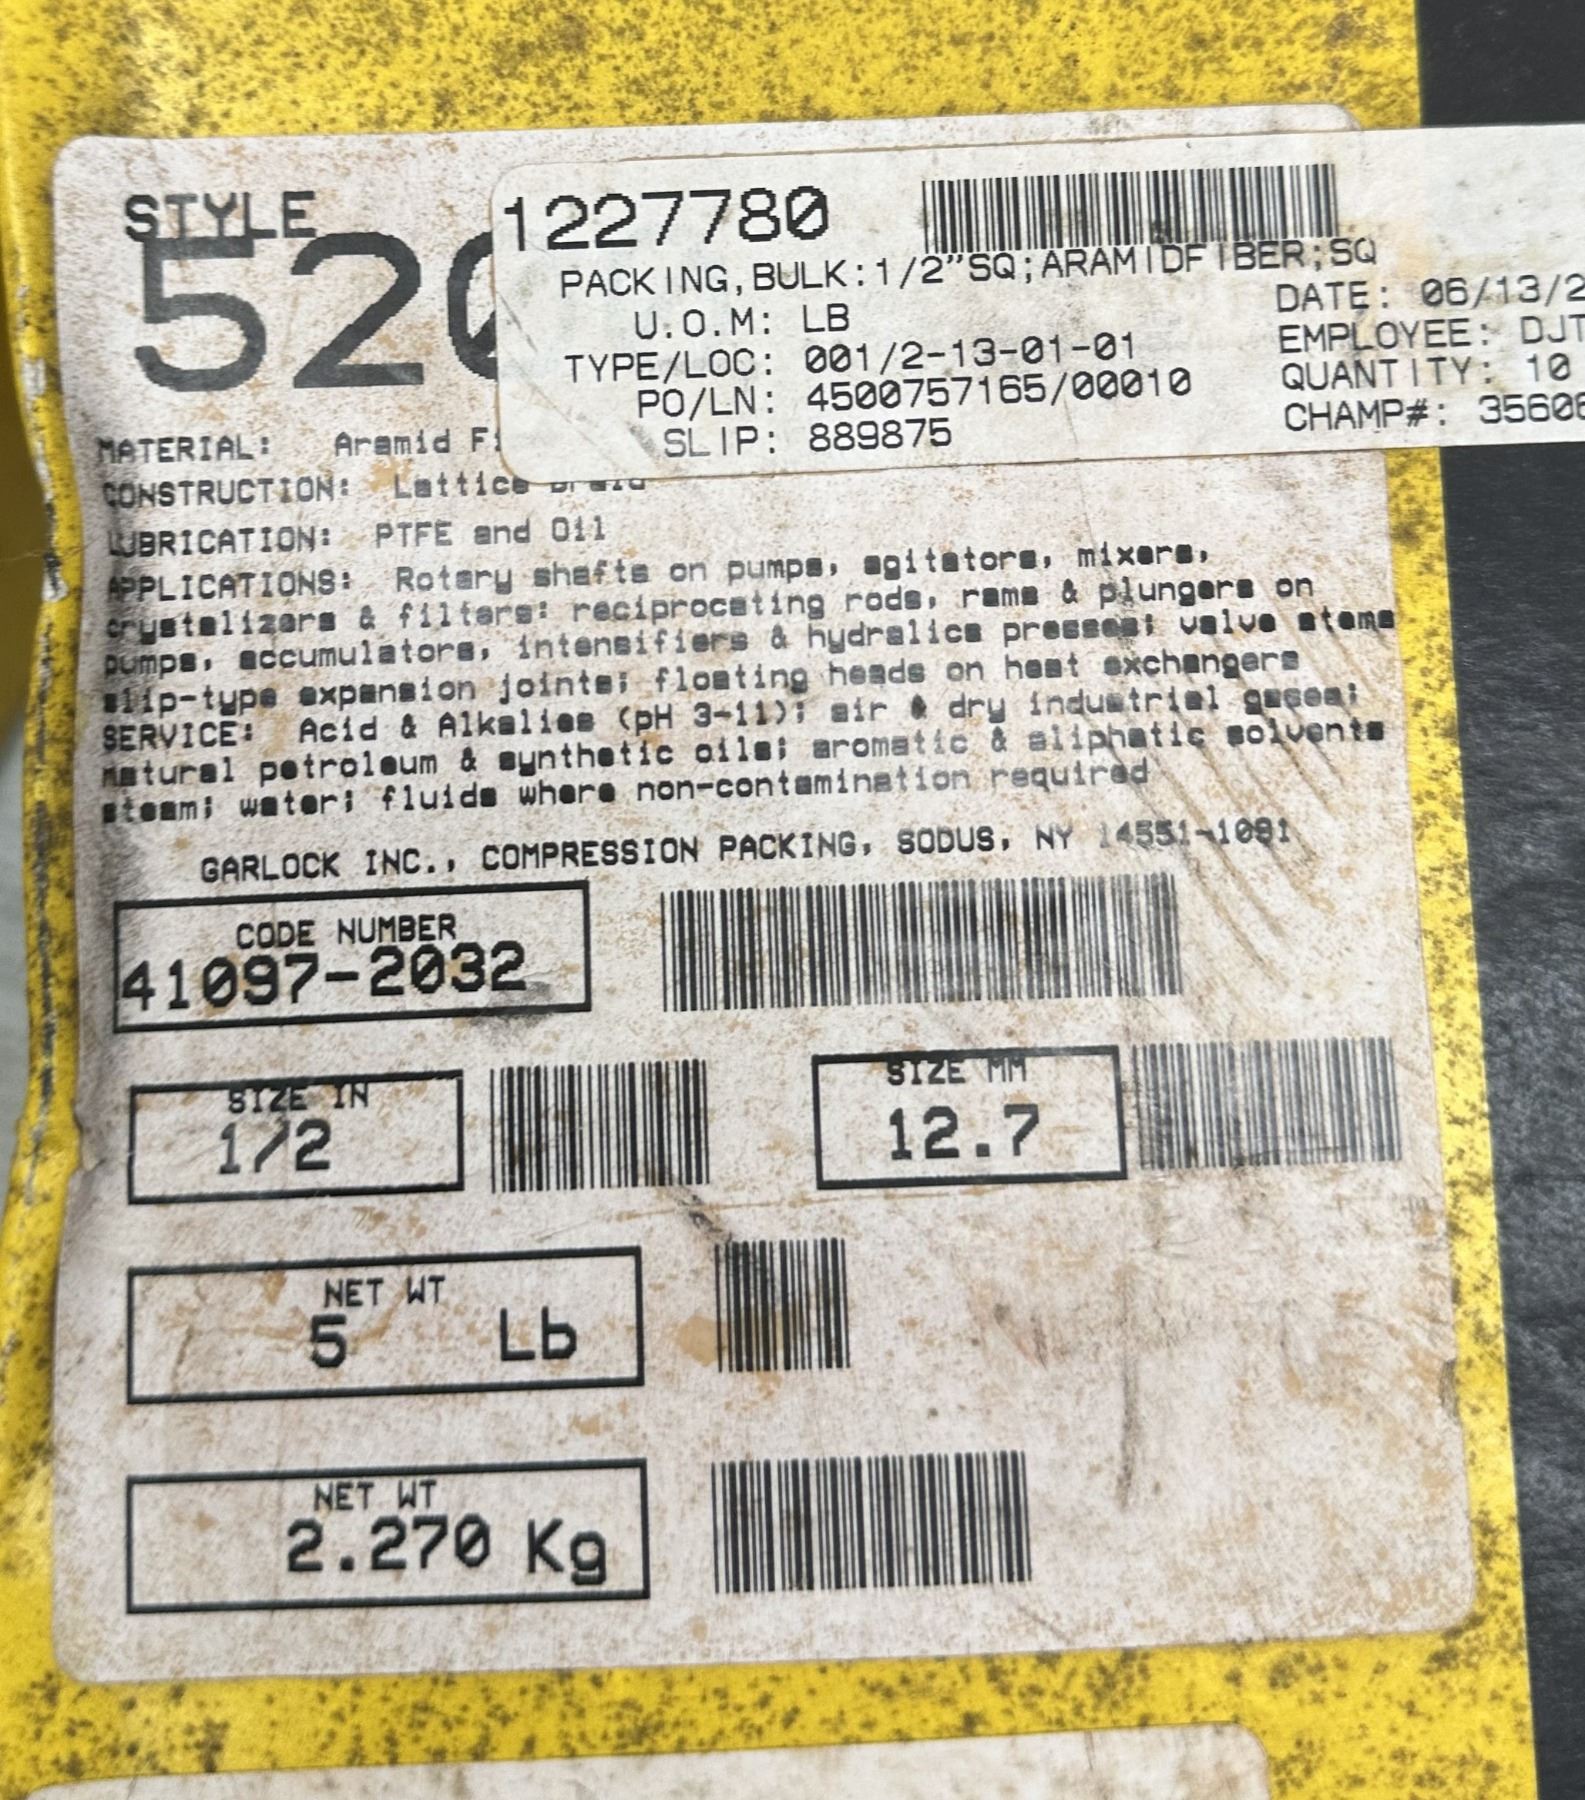 STYLE
520
1227780
PACKING,BULK:1/2"SQ;ARAMIDFIBER;SQ
U.O.M: LB
TYPE/LOC: 001/2-13-01-01
PO/LN: 4500757165/00010
SLIP: 889875
DATE: 06/13/2
EMPLOYEE: DJT
QUANTITY: 10
CHAMP#: 35606
MATERIAL: Aramid Fi
CONSTRUCTION: Lattice Braid
LUBRICATION: PTFE and Oil
APPLICATIONS: Rotary shafts on pumps, agitators, mixers,
crystalizers & filters: reciprocating rods, rams & plungers on
pumps, accumulators, intensifiers & hydralics presses; valve stems
slip-type expansion joints; floating heads on heat exchangers
SERVICE: Acid & Alkalies (pH 3-11); air & dry industrial gases;
natural petroleum & synthetic oils; aromatic & aliphatic solvents
steam; water; fluids where non-contamination required
GARLOCK INC., COMPRESSION PACKING, SODUS, NY 14551-1091
CODE NUMBER
41097-2032
SIZE IN
1/2
SIZE MM
12.7
NET WT
5 Lb
NET WT
2.270 Kg